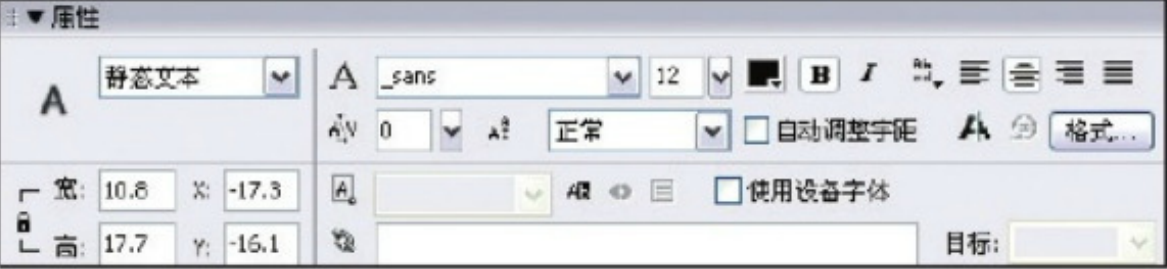 属性
静态文本 A _sans 12 B I
A
A|V 0 正常 自动调整字距 格式...
宽: 10.8 X: -17.3 使用设备字体
高: 17.7 Y: -16.1 目标: